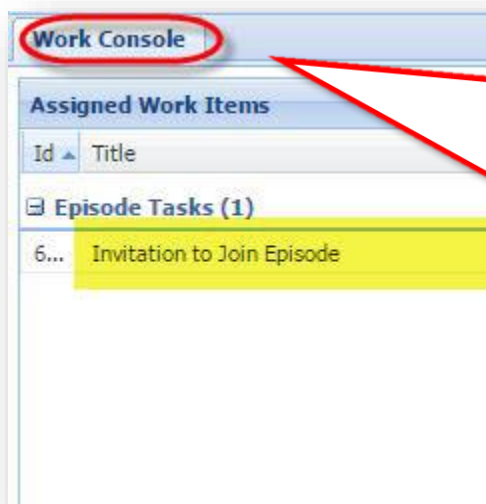 Work Console
Assigned Work Items
Id Title
Episode Tasks (1)
6... Invitation to Join Episode